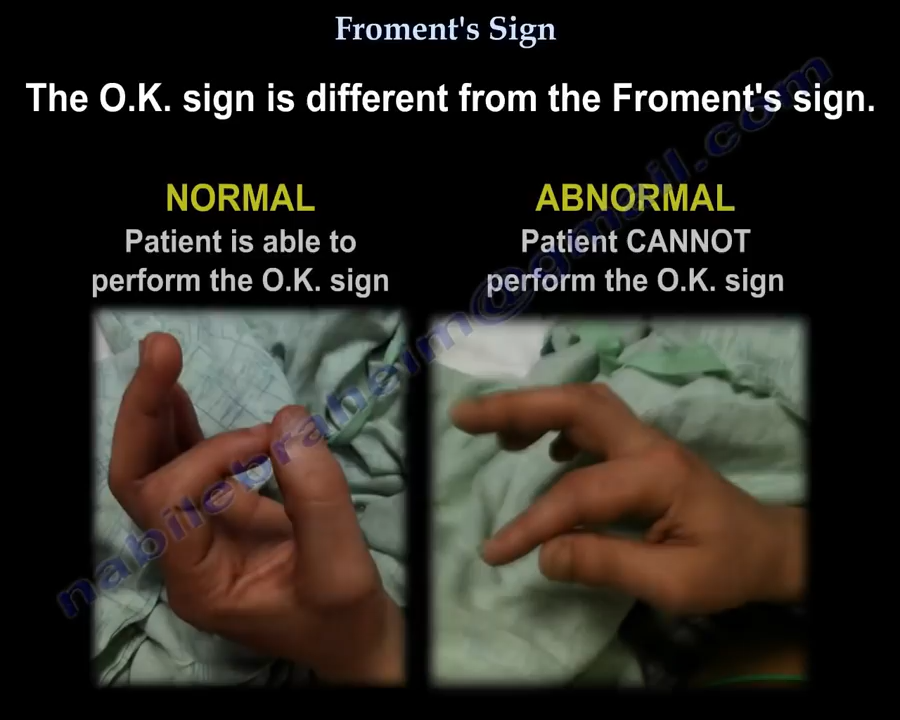 Froment's Sign
The O.K. sign is different from the Froment's sign.
NORMAL
Patient is able to
perform the O.K. sign
ABNORMAL
Patient CANNOT
perform the O.K. sign
nabilebraheim@gmail.com